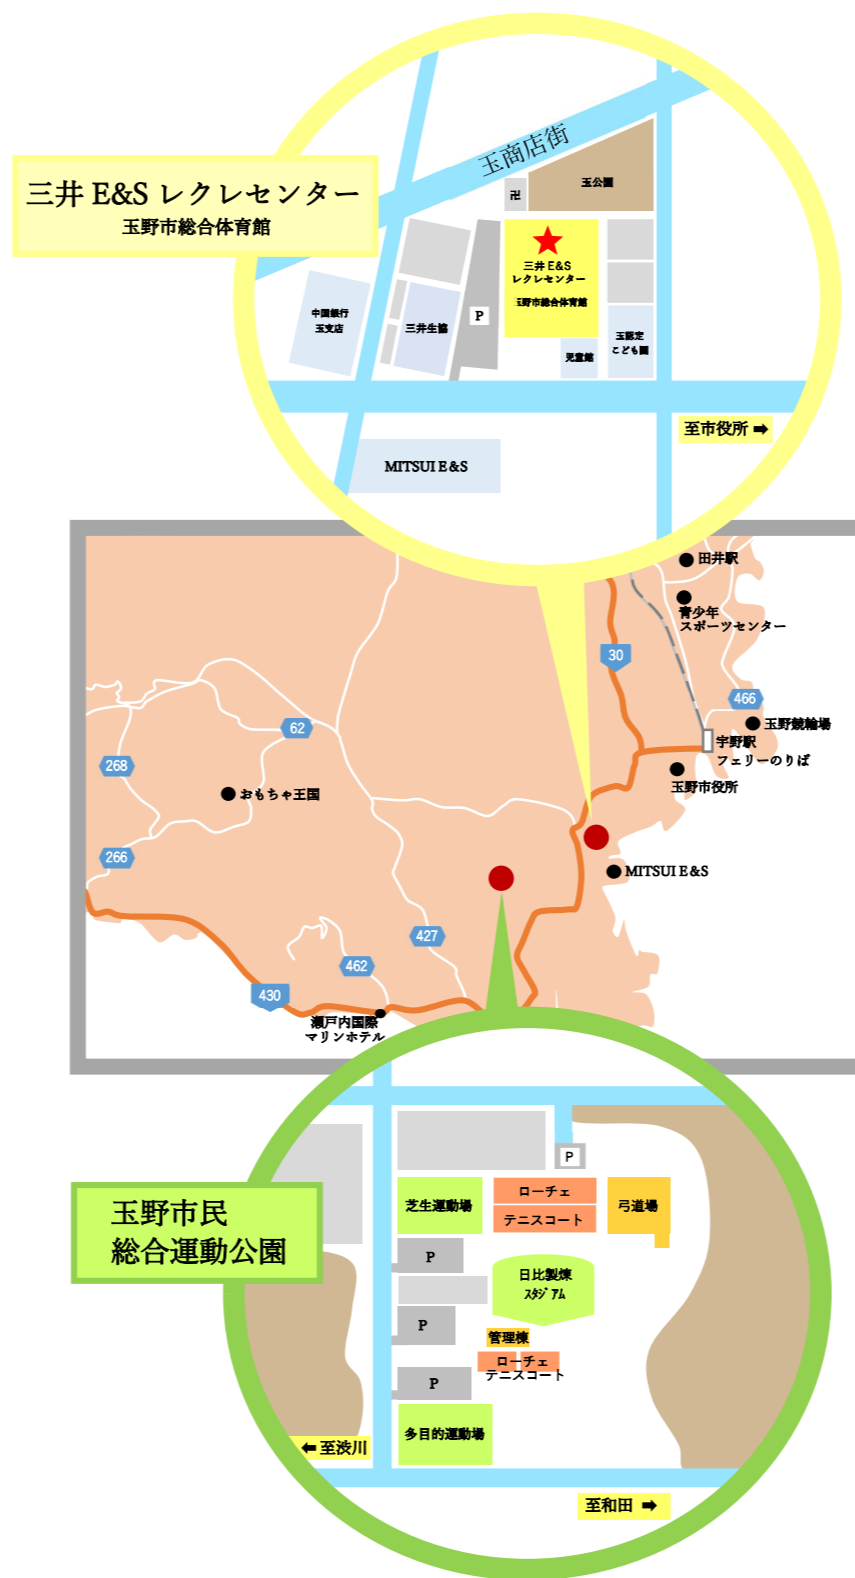 玉商店街
三井 E&S レクレセンター
玉野市総合体育館
卍
玉公園
三井 E&S
レクレセンター
玉野市総合体育館
中国銀行
玉支店
三井生協
P
児童館
玉認定
こども園
至市役所 ➡
MITSUI E&S
田井駅
青少年
スポーツセンター
30
466
玉野競輪場
宇野駅
フェリーのりば
玉野市役所
62
268
おもちゃ王国
266
MITSUI E&S
427
462
430
瀬戸内国際
マリンホテル
P
玉野市民
総合運動公園
芝生運動場
ローチェ
テニスコート
弓道場
P
日比製煉
スタジアム
P
管理棟
ローチェ
テニスコート
P
多目的運動場
⬅ 至渋川
至和田 ➡